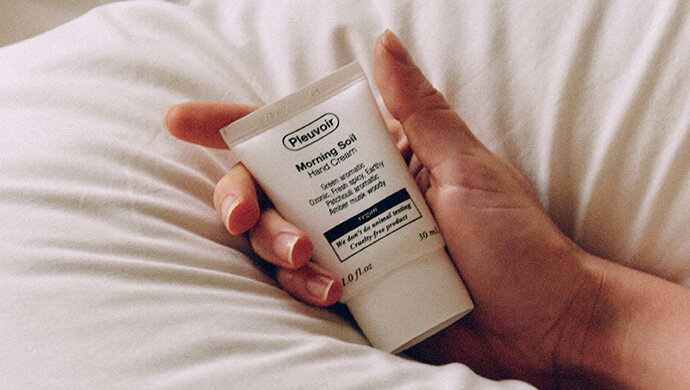 Pleuvoir
Morning Soil
Hand Cream
Green aromatic
Ozonic, Fresh spicy, Earthy
Patchouli aromatic
Amber musk woody
vegan
We don't do animal testing
Cruelty-free product
1.0 fl.oz 30 mL